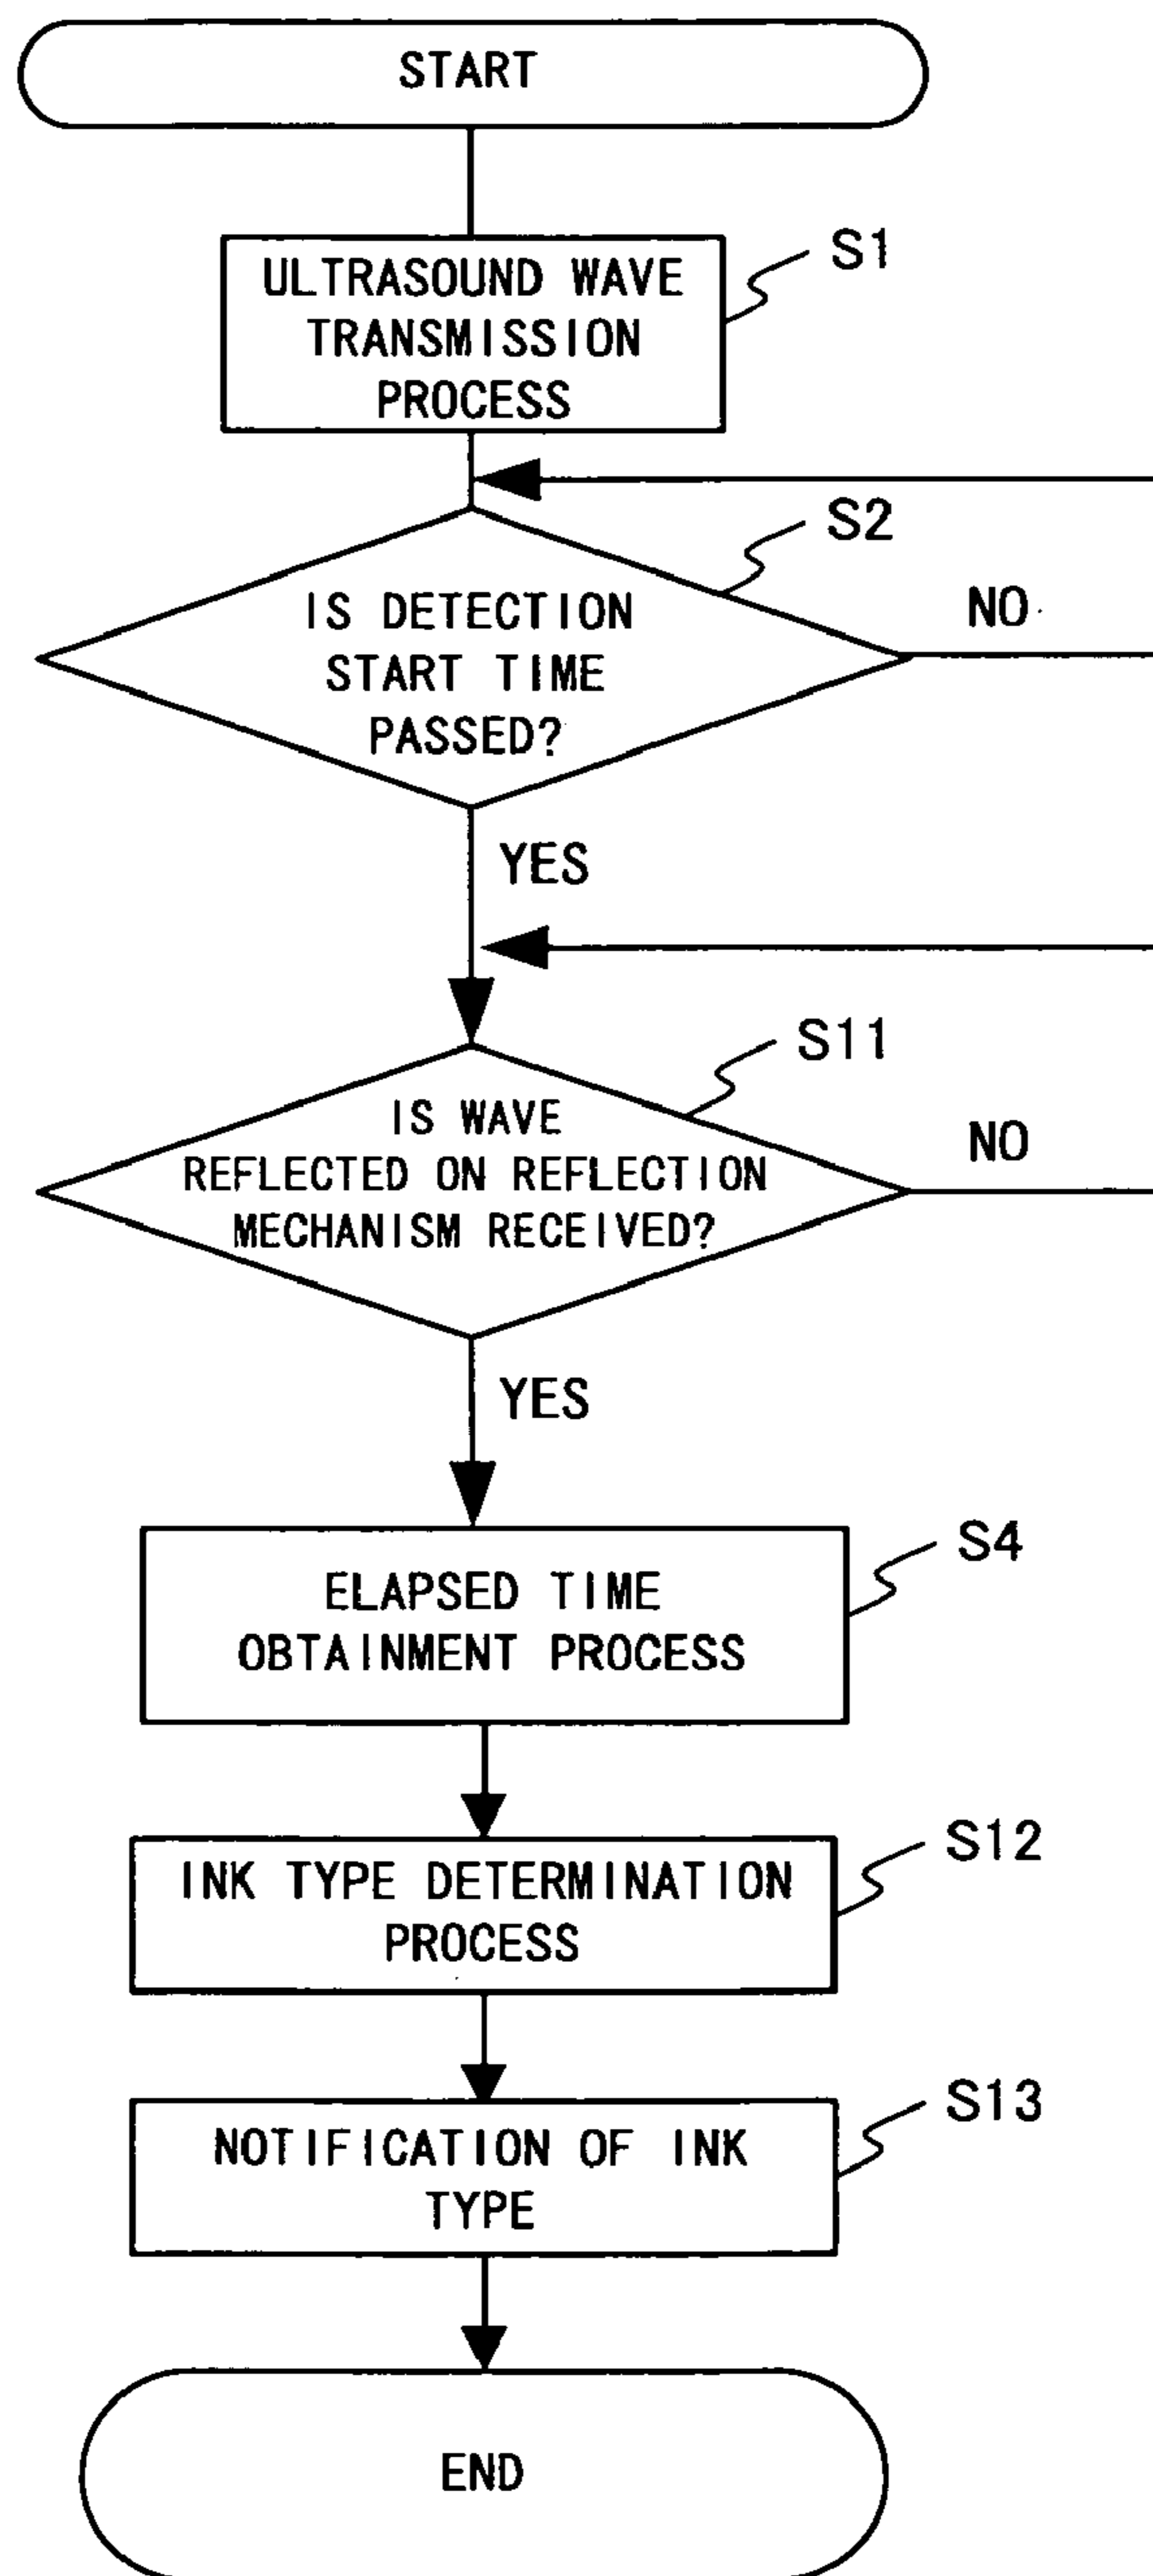 START
S1
ULTRASOUND WAVE
TRANSMISSION
PROCESS
S2
IS DETECTION
START TIME
PASSED?
NO
YES
S11
IS WAVE
REFLECTED ON REFLECTION
MECHANISM RECEIVED?
NO
YES
S4
ELAPSED TIME
OBTAINMENT PROCESS
S12
INK TYPE DETERMINATION
PROCESS
S13
NOTIFICATION OF INK
TYPE
END